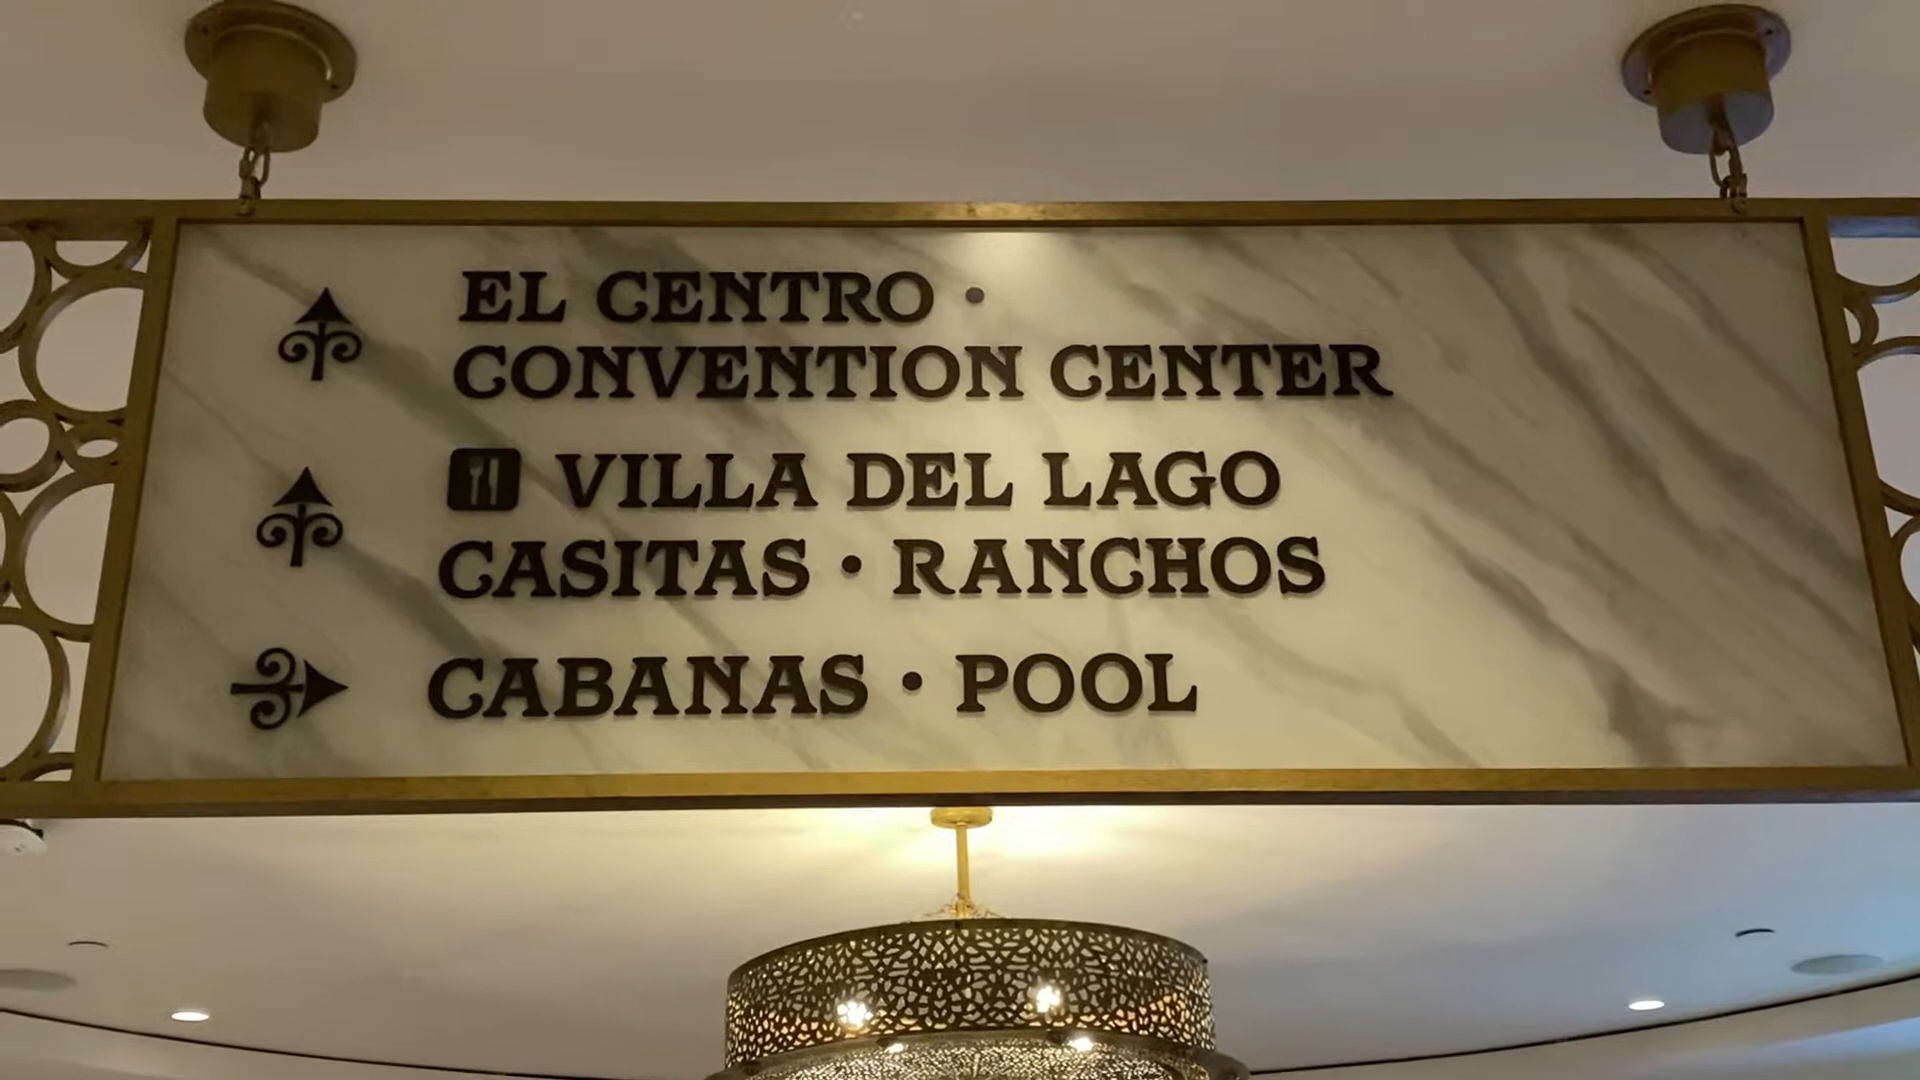 EL CENTRO •
CONVENTION CENTER
VILLA DEL LAGO
CASITAS • RANCHOS
CABANAS • POOL